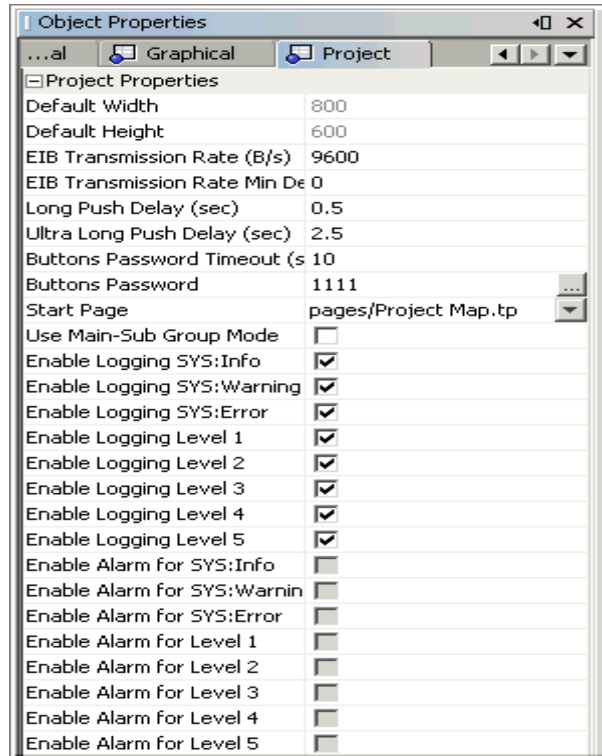 Object Properties
...al Graphical Project
Project Properties
Default Width 800
Default Height 600
EIB Transmission Rate (B/s) 9600
EIB Transmission Rate Min De 0
Long Push Delay (sec) 0.5
Ultra Long Push Delay (sec) 2.5
Buttons Password Timeout (s 10
Buttons Password 1111 ...
Start Page pages/Project Map.tp
Use Main-Sub Group Mode
Enable Logging SYS:Info
Enable Logging SYS:Warning
Enable Logging SYS:Error
Enable Logging Level 1
Enable Logging Level 2
Enable Logging Level 3
Enable Logging Level 4
Enable Logging Level 5
Enable Alarm for SYS:Info
Enable Alarm for SYS:Warnin
Enable Alarm for SYS:Error
Enable Alarm for Level 1
Enable Alarm for Level 2
Enable Alarm for Level 3
Enable Alarm for Level 4
Enable Alarm for Level 5